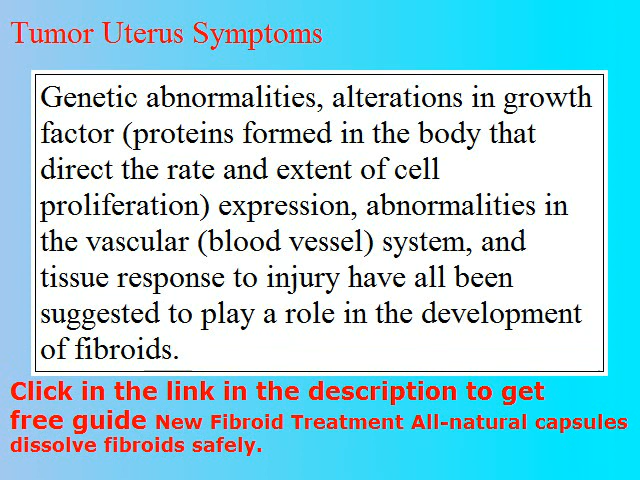 Tumor Uterus Symptoms
Genetic abnormalities, alterations in growth
factor (proteins formed in the body that
direct the rate and extent of cell
proliferation) expression, abnormalities in
the vascular (blood vessel) system, and
tissue response to injury have all been
suggested to play a role in the development
of fibroids.
Click in the link in the description to get
free guide New Fibroid Treatment All-natural capsules
dissolve fibroids safely.